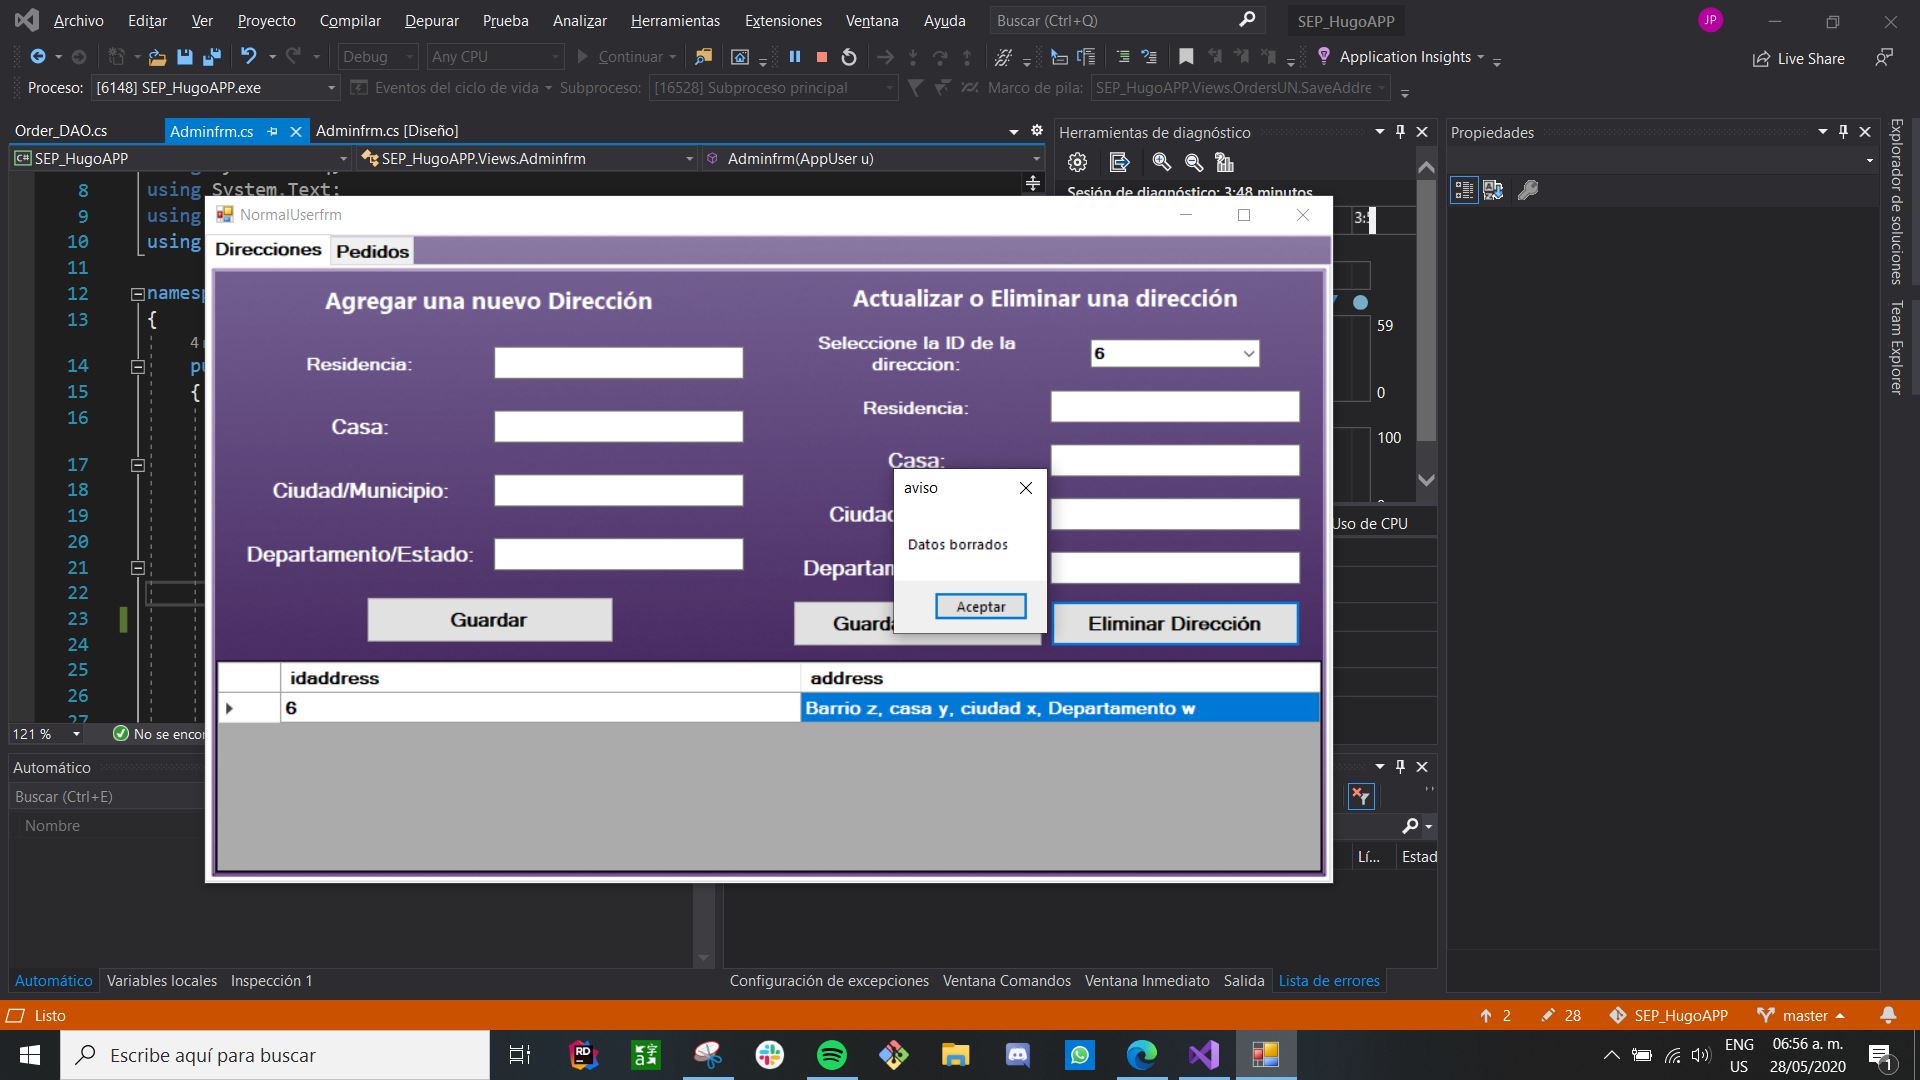 Archivo Editar Ver Proyecto Compilar Depurar Prueba Analizar Herramientas Extensiones Ventana Ayuda Buscar (Ctrl+Q) SEP_HugoAPP JP
Debug Any CPU Continuar Application Insights Live Share
Proceso: [6148] SEP_HugoAPP.exe Eventos del ciclo de vida Subproceso: [16528] Subproceso principal Marco de pila: SEP_HugoAPP.Views.OrdersUN.SaveAddre
Order_DAO.cs Adminfrm.cs Adminfrm.cs [Diseño]
SEP_HugoAPP SEP_HugoAPP.Views.Adminfrm Adminfrm(AppUser u)
8 using System.Text;
9 using
10 using
11
12 namesp
13 {
14 pu
15 {
16
17
18
19
20
21
22
23
24
25
26
27
121 % No se encor
Herramientas de diagnóstico
Sesión de diagnóstico: 3:48 minutos
59
0
100
Uso de CPU
Propiedades
Explorador de soluciones
Team Explorer
NormalUserfrm
Direcciones Pedidos
Agregar una nuevo Dirección
Residencia:
Casa:
Ciudad/Municipio:
Departamento/Estado:
Guardar
Actualizar o Eliminar una dirección
Seleccione la ID de la
direccion:
6
Residencia:
Casa:
Ciudad
Departam
Guarda
Eliminar Dirección
aviso
Datos borrados
Aceptar
idaddress address
6 Barrio z, casa y, ciudad x, Departamento w
Automático
Buscar (Ctrl+E)
Nombre
Lí... Estad
Automático Variables locales Inspección 1
Configuración de excepciones Ventana Comandos Ventana Inmediato Salida Lista de errores
Listo 2 28 SEP_HugoAPP master
Escribe aquí para buscar
ENG
US
06:56 a. m.
28/05/2020
1